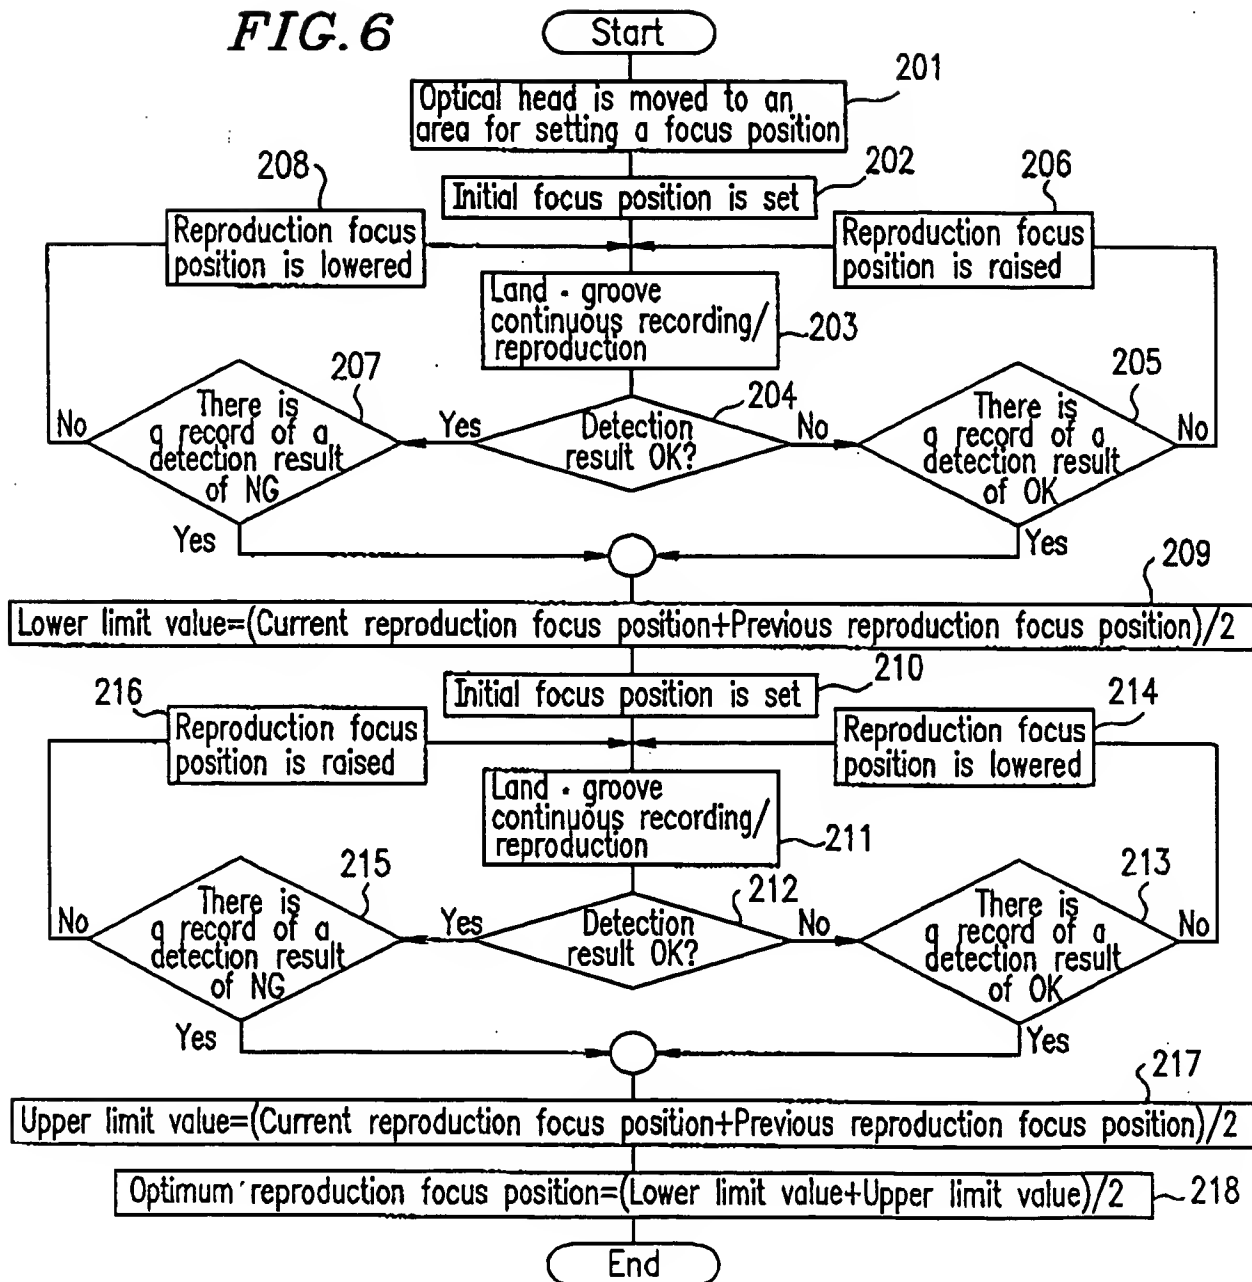 FIG.6
Start
201
Optical head is moved to an
area for setting a focus position
202
Initial focus position is set
208
Reproduction focus
position is lowered
206
Reproduction focus
position is raised
Land · groove
continuous recording/
reproduction
203
207
There is
a record of a
detection result
of NG
No
Yes
Yes
204
Detection
result OK?
No
205
There is
a record of a
detection result
of OK
No
Yes
209
Lower limit value=(Current reproduction focus position+Previous reproduction focus position)/2
210
Initial focus position is set
216
Reproduction focus
position is raised
214
Reproduction focus
position is lowered
Land · groove
continuous recording/
reproduction
211
215
There is
a record of a
detection result
of NG
No
Yes
Yes
212
Detection
result OK?
No
213
There is
a record of a
detection result
of OK
No
Yes
217
Upper limit value=(Current reproduction focus position+Previous reproduction focus position)/2
Optimum reproduction focus position=(Lower limit value+Upper limit value)/2
218
End